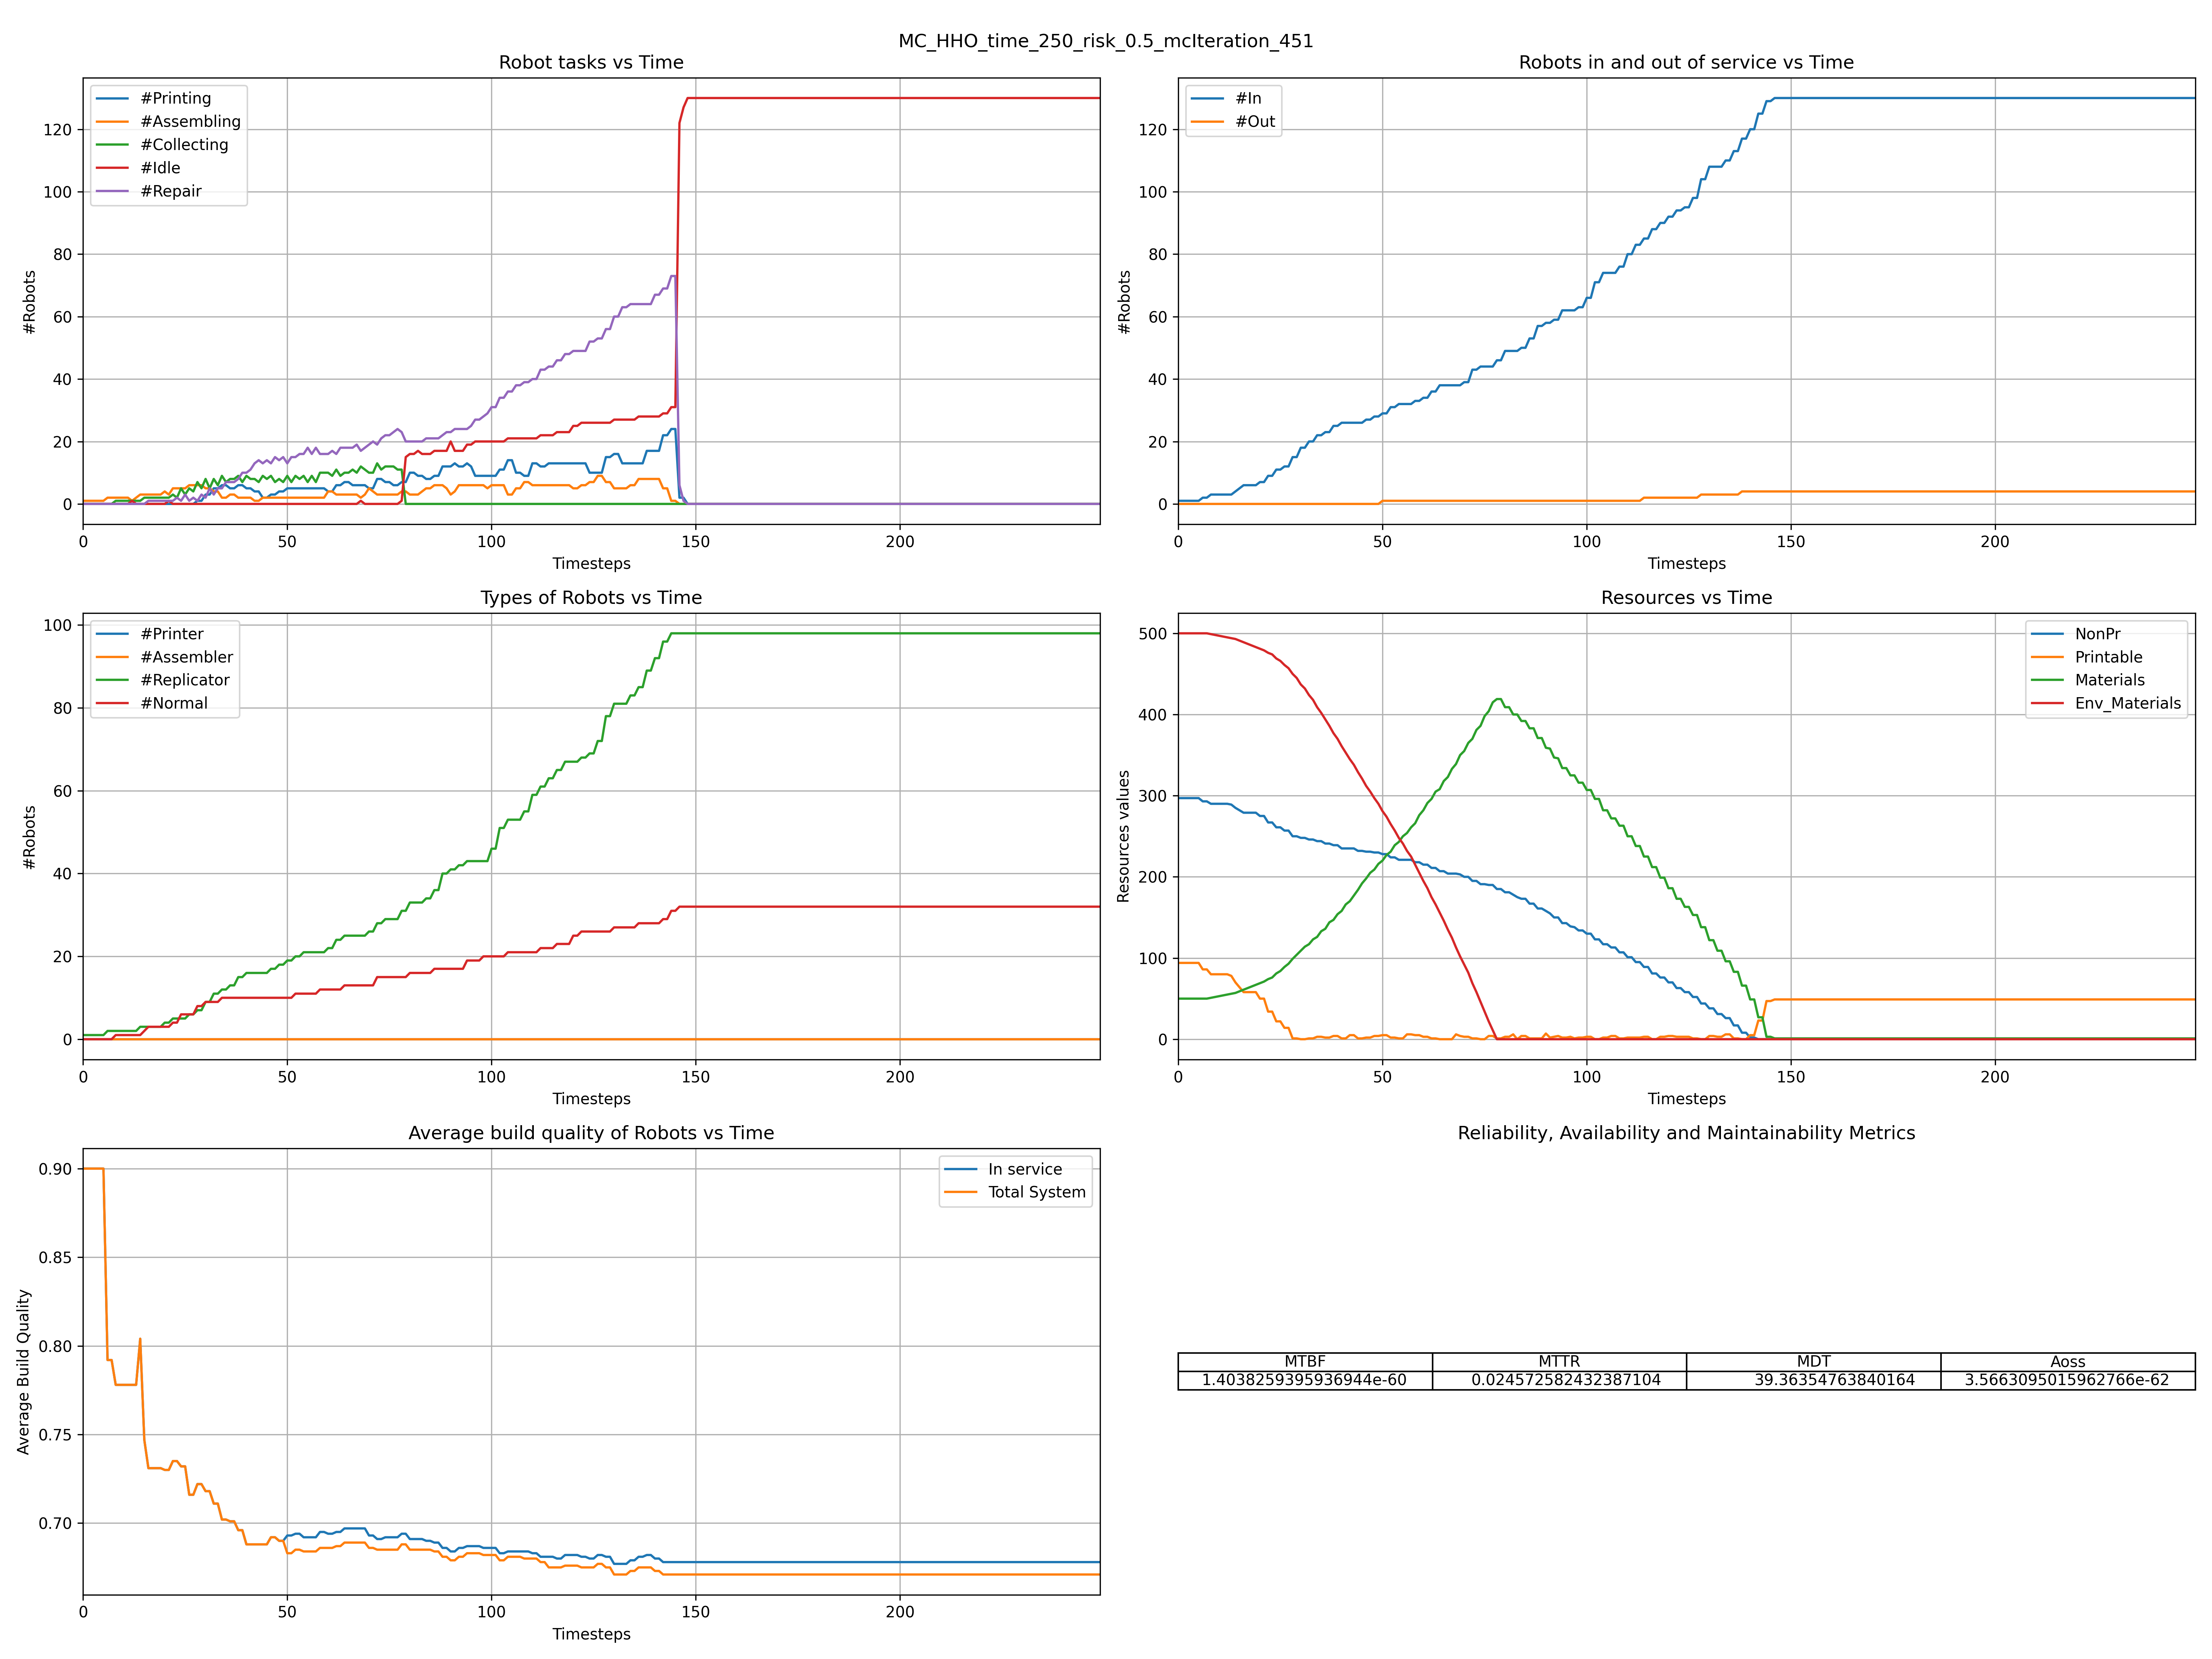 MC_HHO_time_250_risk_0.5_mcIteration_451
Robot tasks vs Time
#Printing
#Assembling
#Collecting
#Idle
#Repair
#Robots
0
20
40
60
80
100
120
0 50 100 150 200
Timesteps
Robots in and out of service vs Time
#In
#Out
#Robots
0
20
40
60
80
100
120
0 50 100 150 200
Timesteps
Types of Robots vs Time
#Printer
#Assembler
#Replicator
#Normal
#Robots
0
20
40
60
80
100
0 50 100 150 200
Timesteps
Resources vs Time
NonPr
Printable
Materials
Env_Materials
Resources values
0
100
200
300
400
500
0 50 100 150 200
Timesteps
Average build quality of Robots vs Time
In service
Total System
Average Build Quality
0.90
0.85
0.80
0.75
0.70
0 50 100 150 200
Timesteps
Reliability, Availability and Maintainability Metrics
MTBF MTTR MDT Aoss
1.4038259395936944e-60 0.024572582432387104 39.36354763840164 3.5663095015962766e-62